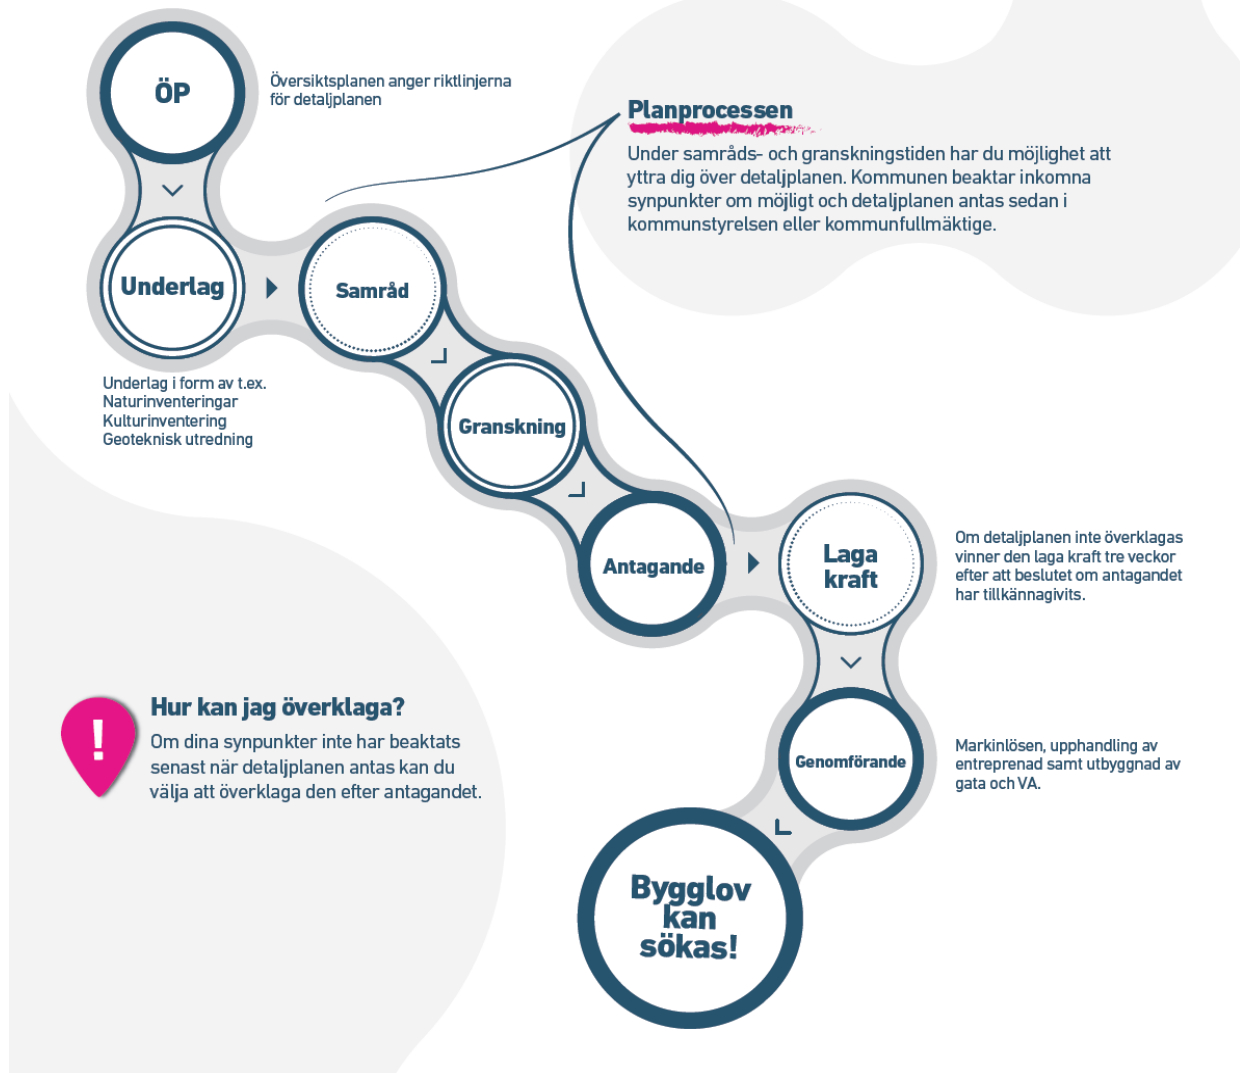 ÖP
Översiktsplanen anger riktlinjerna
för detaljplanen
Planprocessen
Under samråds- och granskningstiden har du möjlighet att
yttra dig över detaljplanen. Kommunen beaktar inkomna
synpunkter om möjligt och detaljplanen antas sedan i
kommunstyrelsen eller kommunfullmäktige.
Underlag
Samråd
Underlag i form av t.ex.
Naturinventeringar
Kulturinventering
Geoteknisk utredning
Granskning
Antagande
Laga
kraft
Om detaljplanen inte överklagas
vinner den laga kraft tre veckor
efter att beslutet om antagandet
har tillkännagivits.
!
Hur kan jag överklaga?
Om dina synpunkter inte har beaktats
senast när detaljplanen antas kan du
välja att överklaga den efter antagandet.
Genomförande
Markinlösen, upphandling av
entreprenad samt utbyggnad av
gata och VA.
Bygglov
kan
sökas!